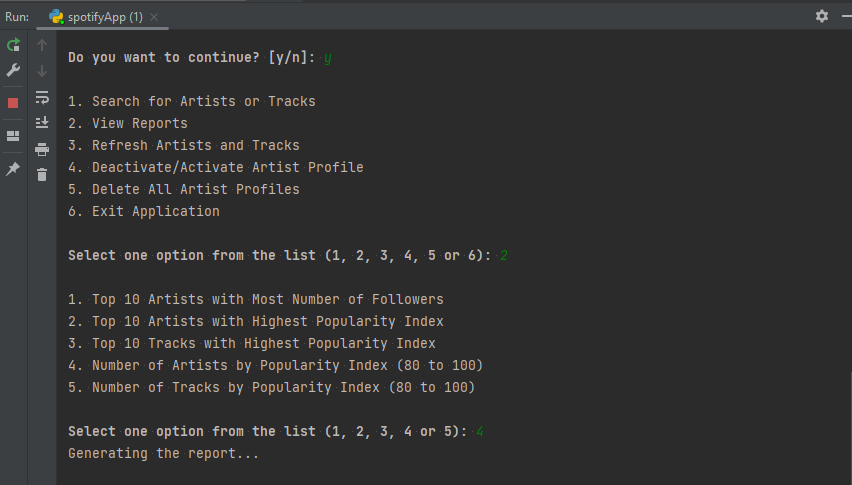 Run: spotifyApp (1)
Do you want to continue? [y/n]: y
1. Search for Artists or Tracks
2. View Reports
3. Refresh Artists and Tracks
4. Deactivate/Activate Artist Profile
5. Delete All Artist Profiles
6. Exit Application
Select one option from the list (1, 2, 3, 4, 5 or 6): 2
1. Top 10 Artists with Most Number of Followers
2. Top 10 Artists with Highest Popularity Index
3. Top 10 Tracks with Highest Popularity Index
4. Number of Artists by Popularity Index (80 to 100)
5. Number of Tracks by Popularity Index (80 to 100)
Select one option from the list (1, 2, 3, 4 or 5): 4
Generating the report...